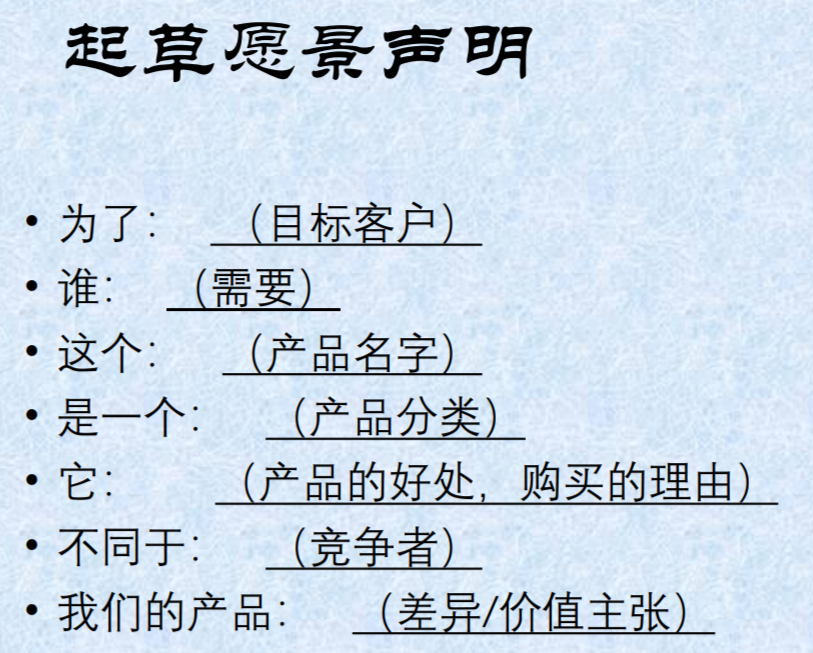 起草愿景声明
• 为了： （目标客户）
• 谁： （需要）
• 这个： （产品名字）
• 是一个： （产品分类）
• 它： （产品的好处，购买的理由）
• 不同于： （竞争者）
• 我们的产品： （差异/价值主张）